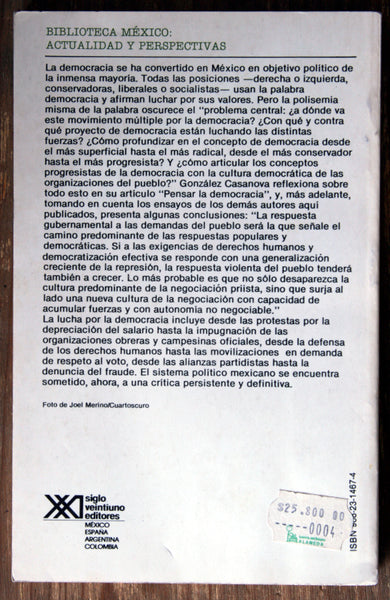 BIBLIOTECA MÉXICO:
ACTUALIDAD Y PERSPECTIVAS
La democracia se ha convertido en México en objetivo político de
la inmensa mayoría. Todas las posiciones —derecha o izquierda,
conservadoras, liberales o socialistas— usan la palabra
democracia y afirman luchar por sus valores. Pero la polisemia
misma de la palabra oscurece el "problema central: ¿a dónde va
este movimiento múltiple por la democracia? ¿Con qué y contra
qué proyecto de democracia están luchando las distintas
fuerzas? ¿Cómo profundizar en el concepto de democracia desde
el más superficial hasta el más radical, desde el más conservador
hasta el más progresista? Y ¿cómo articular los conceptos
progresistas de la democracia con la cultura democrática de las
organizaciones del pueblo?" González Casanova reflexiona sobre
todo esto en su artículo "Pensar la democracia", y, más adelante,
tomando en cuenta los ensayos de los demás autores aquí
publicados, presenta algunas conclusiones: "La respuesta
gubernamental a las demandas del pueblo será la que señale el
camino predominante de las respuestas populares y
democráticas. Si a las exigencias de derechos humanos y
democratización efectiva se responde con una generalización
creciente de la represión, la respuesta violenta del pueblo tenderá
también a crecer. Lo más probable es que no sólo desaparezca la
cultura predominante de la negociación priista, sino que surja al
lado una nueva cultura de la negociación con capacidad de
acumular fuerzas y con autonomía no negociable."
La lucha por la democracia incluye desde las protestas por la
depreciación del salario hasta la impugnación de las
organizaciones obreras y campesinas oficiales, desde la defensa
de los derechos humanos hasta las movilizaciones en demanda
de respeto al voto, desde las alianzas partidistas hasta la
denuncia del fraude. El sistema político mexicano se encuentra
sometido, ahora, a una crítica persistente y definitiva.
Foto de Joel Merino/Cuartoscuro
siglo
veintiuno
editores
MÉXICO
ESPAÑA
ARGENTINA
COLOMBIA
$25.800 00
0004
ALAMEDA
ISBN 968-23-1467-4